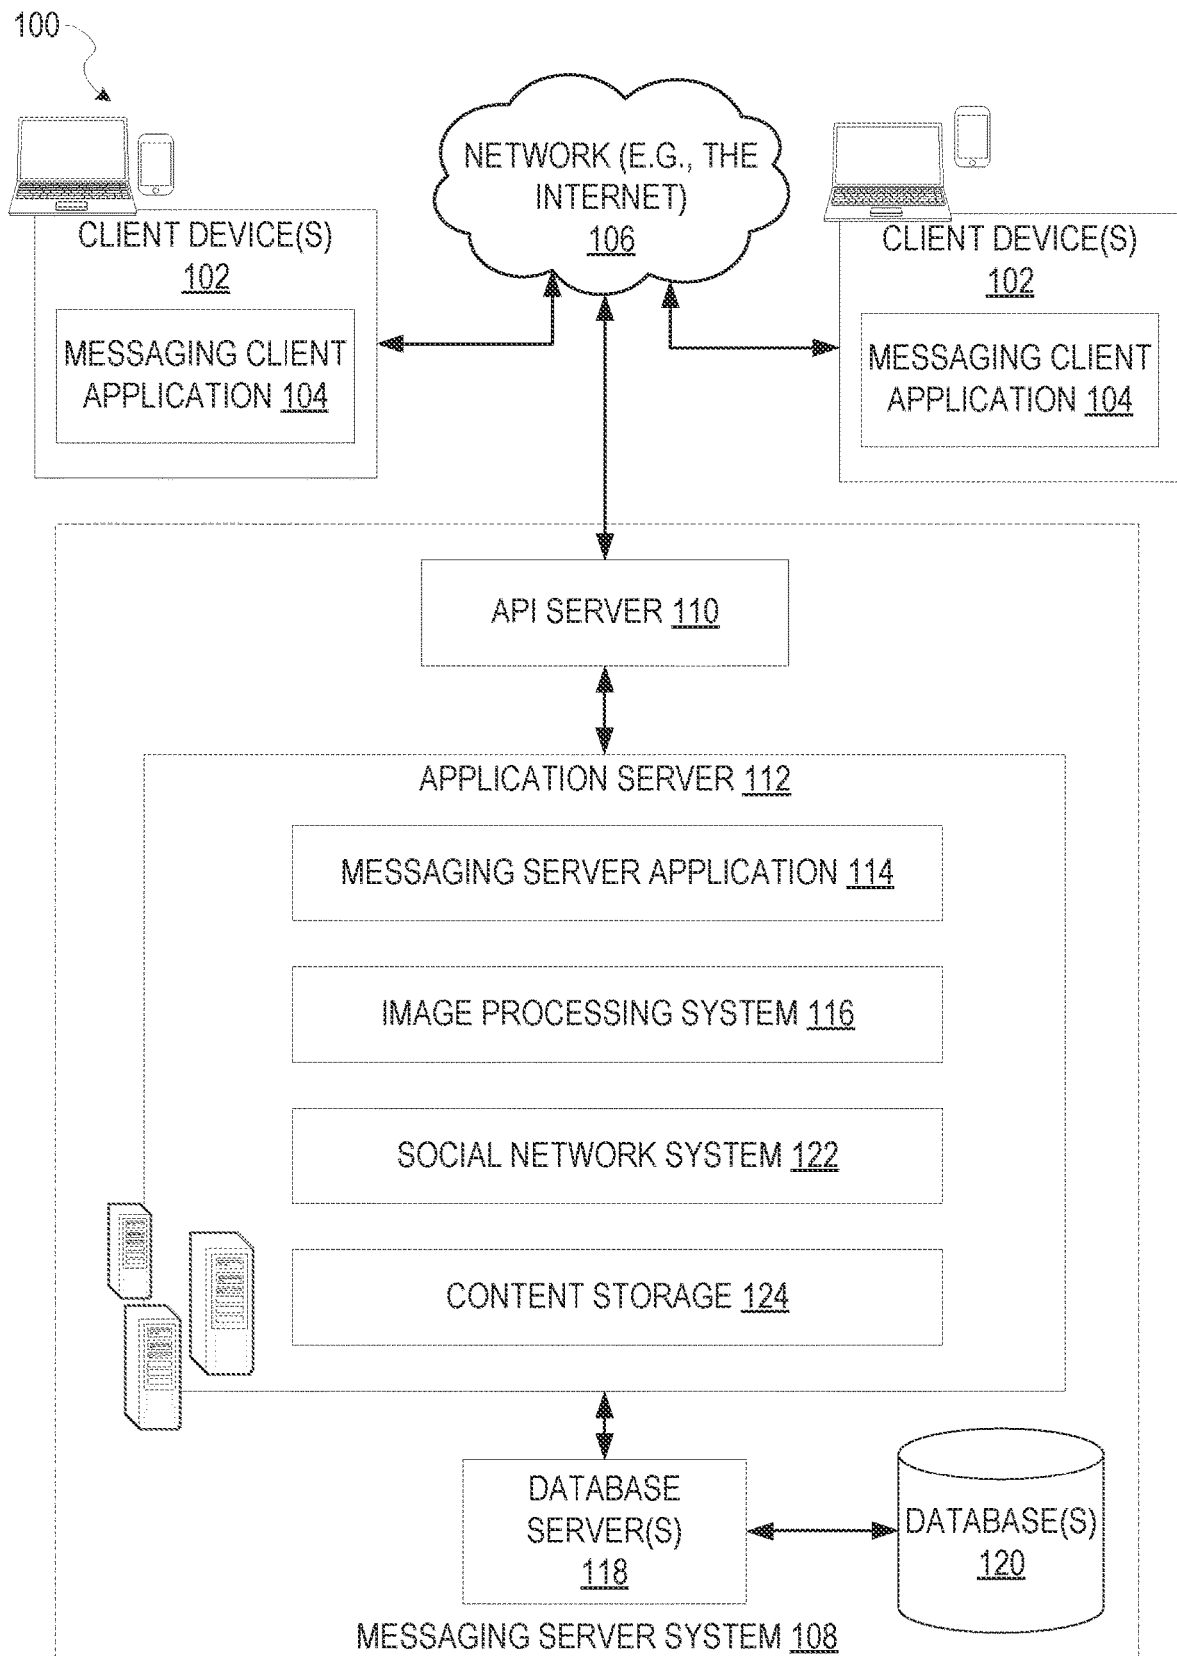 100
NETWORK (E.G., THE
INTERNET)
106
CLIENT DEVICE(S)
102
MESSAGING CLIENT
APPLICATION 104
CLIENT DEVICE(S)
102
MESSAGING CLIENT
APPLICATION 104
API SERVER 110
APPLICATION SERVER 112
MESSAGING SERVER APPLICATION 114
IMAGE PROCESSING SYSTEM 116
SOCIAL NETWORK SYSTEM 122
CONTENT STORAGE 124
DATABASE
SERVER(S)
118
DATABASE(S)
120
MESSAGING SERVER SYSTEM 108